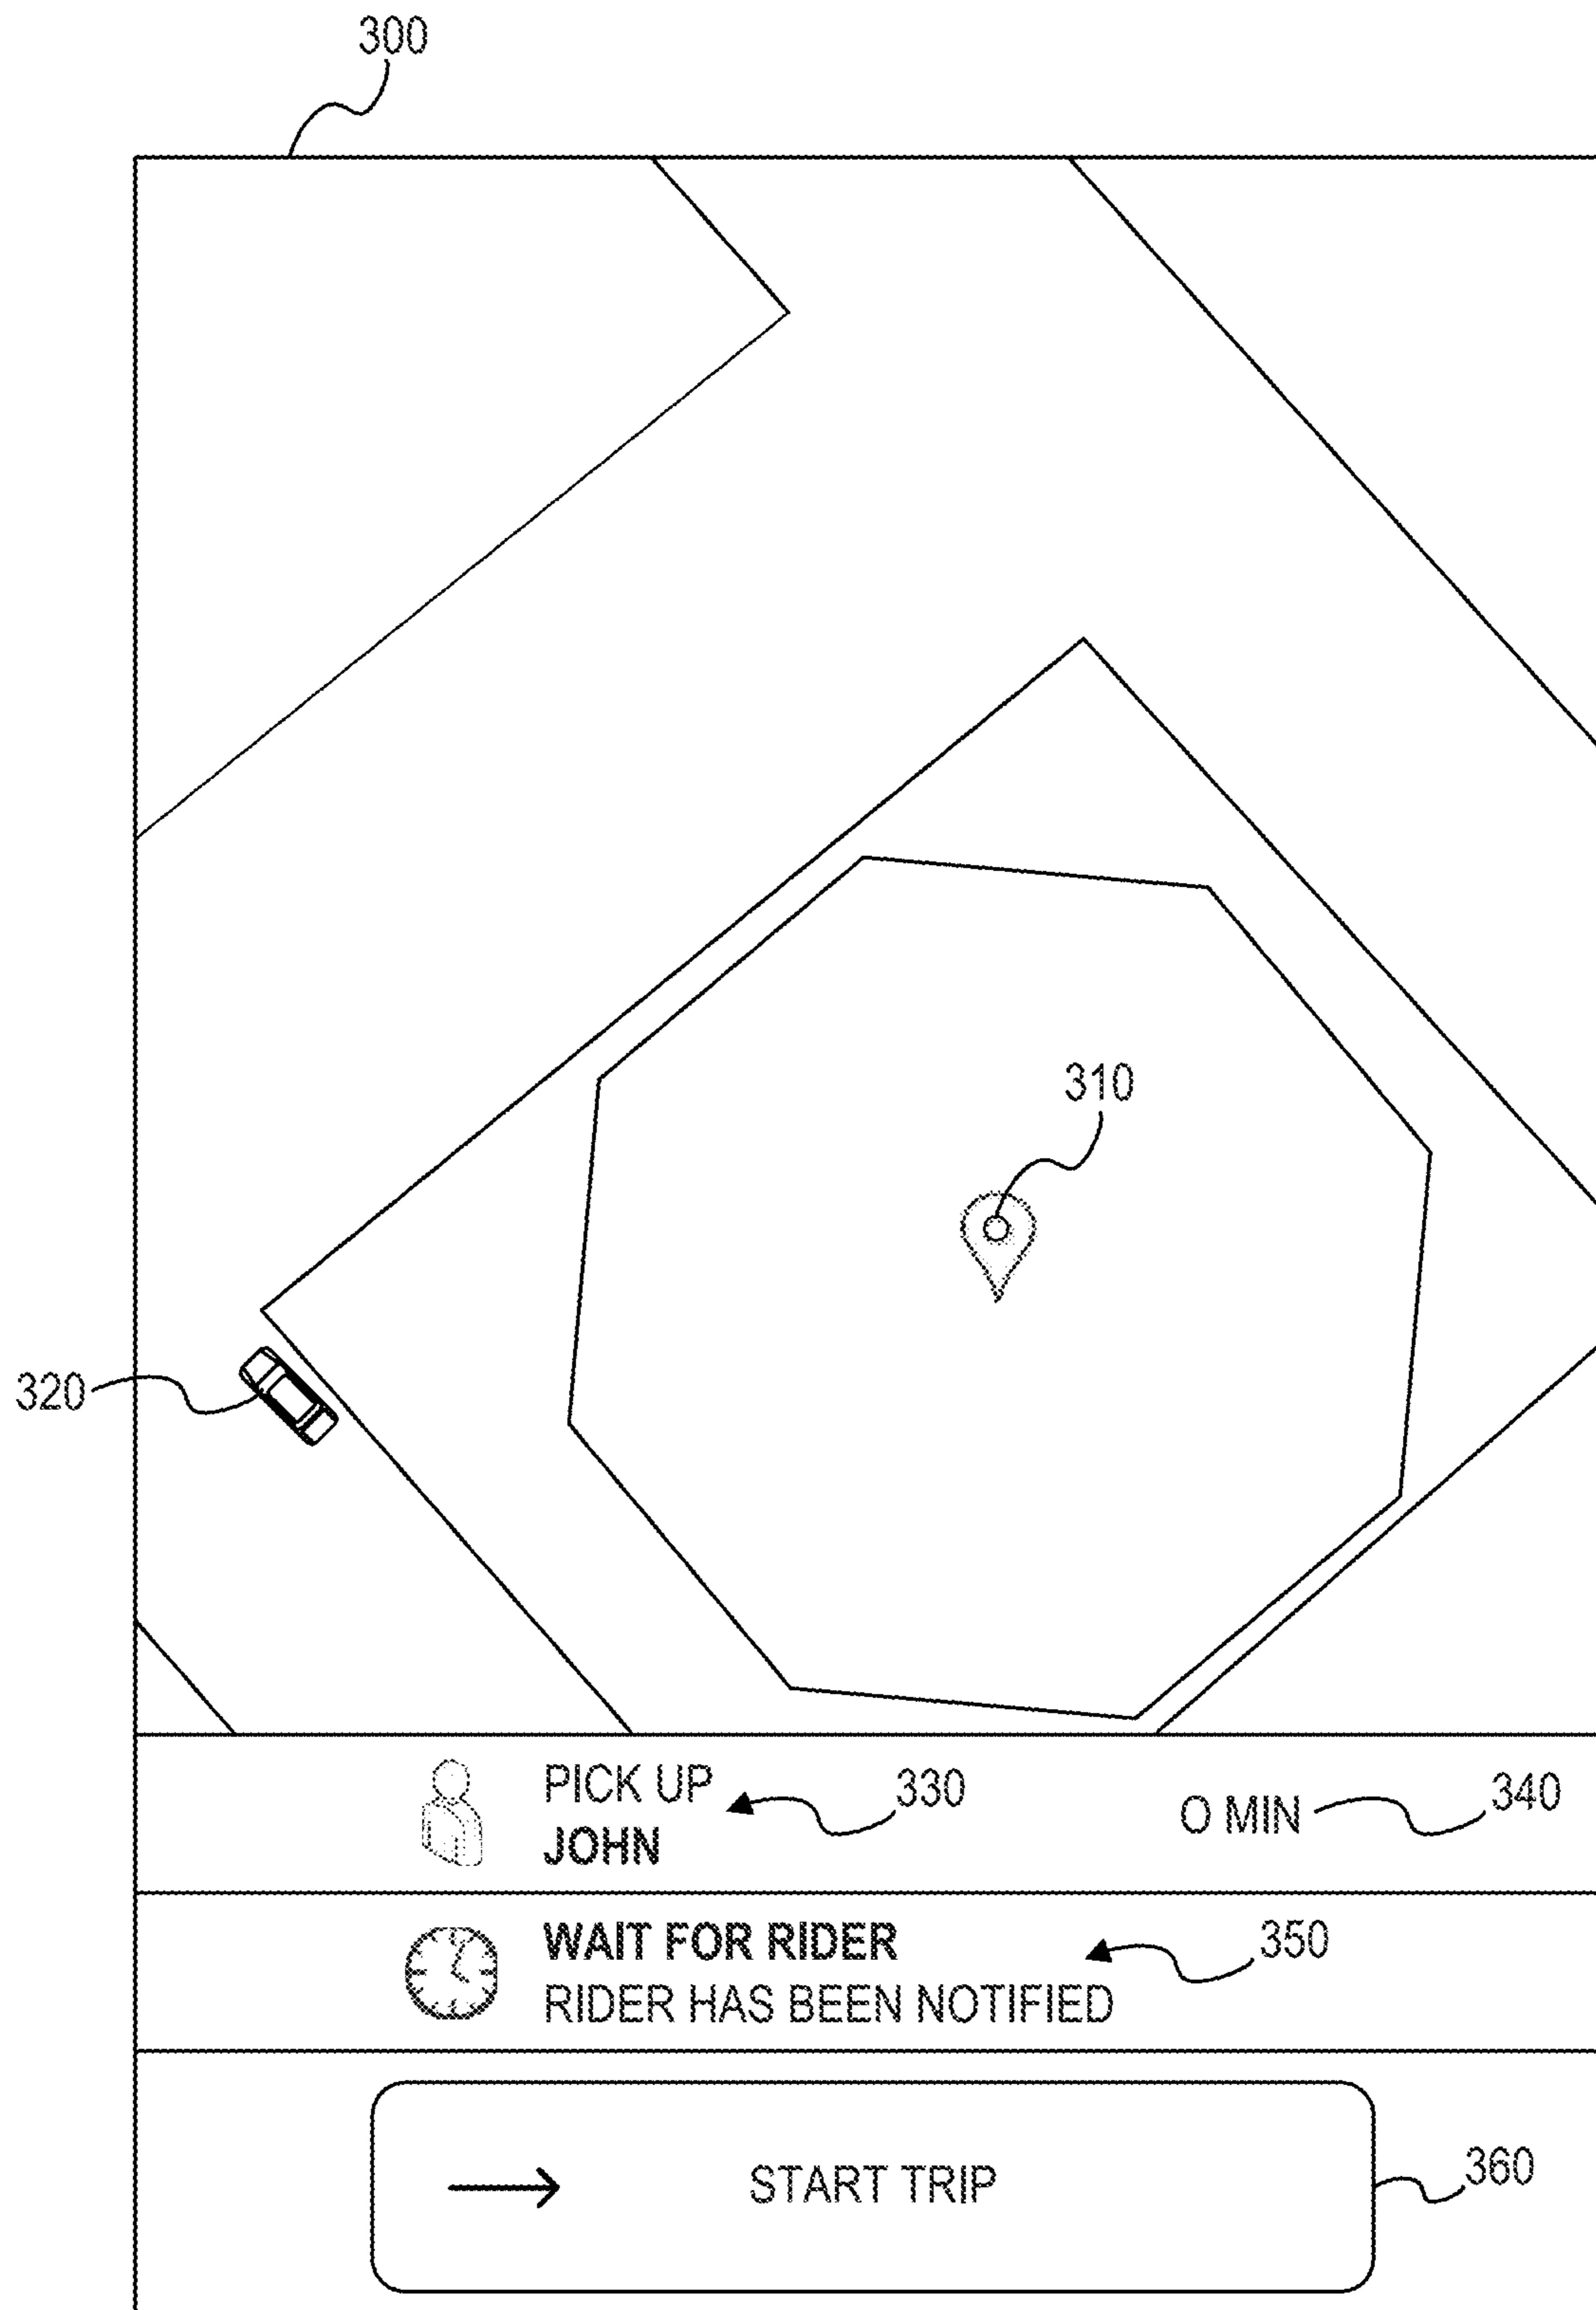 300
310
320
PICK UP
330
O MIN
340
JOHN
WAIT FOR RIDER
350
RIDER HAS BEEN NOTIFIED
START TRIP
360